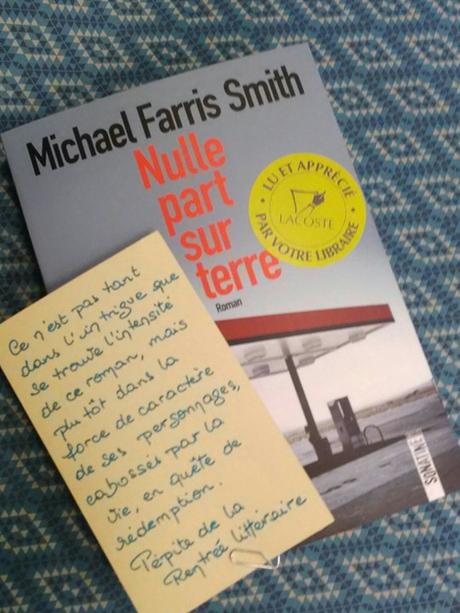 Michael Farris Smith
Nulle
part
sur
terre
Roman
LU ET APPRÉCIÉ
LACOSTE
PAR VOTRE LIBRAIRE
SONATINE
Ce n'est pas tant
dans l'intrigue que
se trouve l'intensité
de ce roman, mais
plutôt dans la
force de caractère
de ses personnages,
cabossés par la
vie, en quête de
rédemption.
Pépite de la
Rentrée littéraire